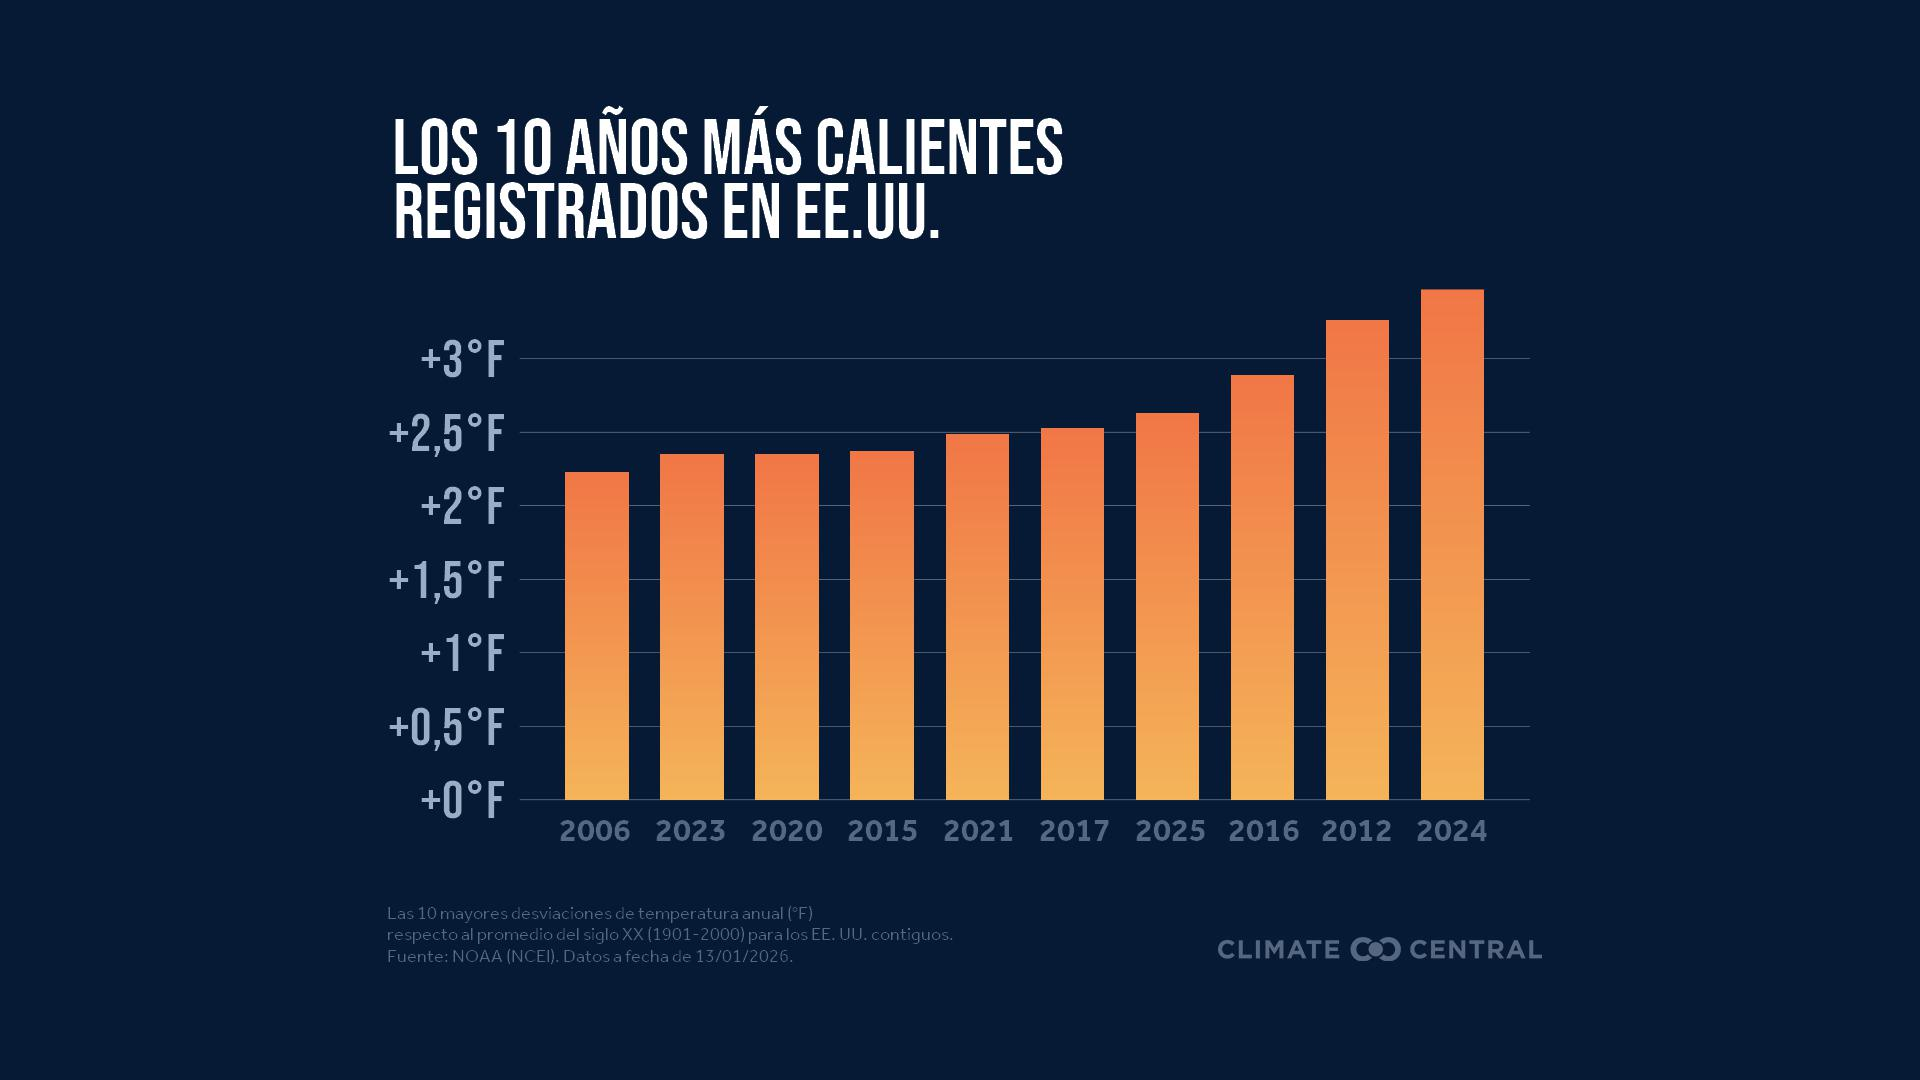 LOS 10 AÑOS MÁS CALIENTES
REGISTRADOS EN EE.UU.
+3°F
+2,5°F
+2°F
+1,5°F
+1°F
+0,5°F
+0°F
2006 2023 2020 2015 2021 2017 2025 2016 2012 2024
Las 10 mayores desviaciones de temperatura anual (°F)
respecto al promedio del siglo XX (1901-2000) para los EE. UU. contiguos.
Fuente: NOAA (NCEI). Datos a fecha de 13/01/2026.
CLIMATE CENTRAL